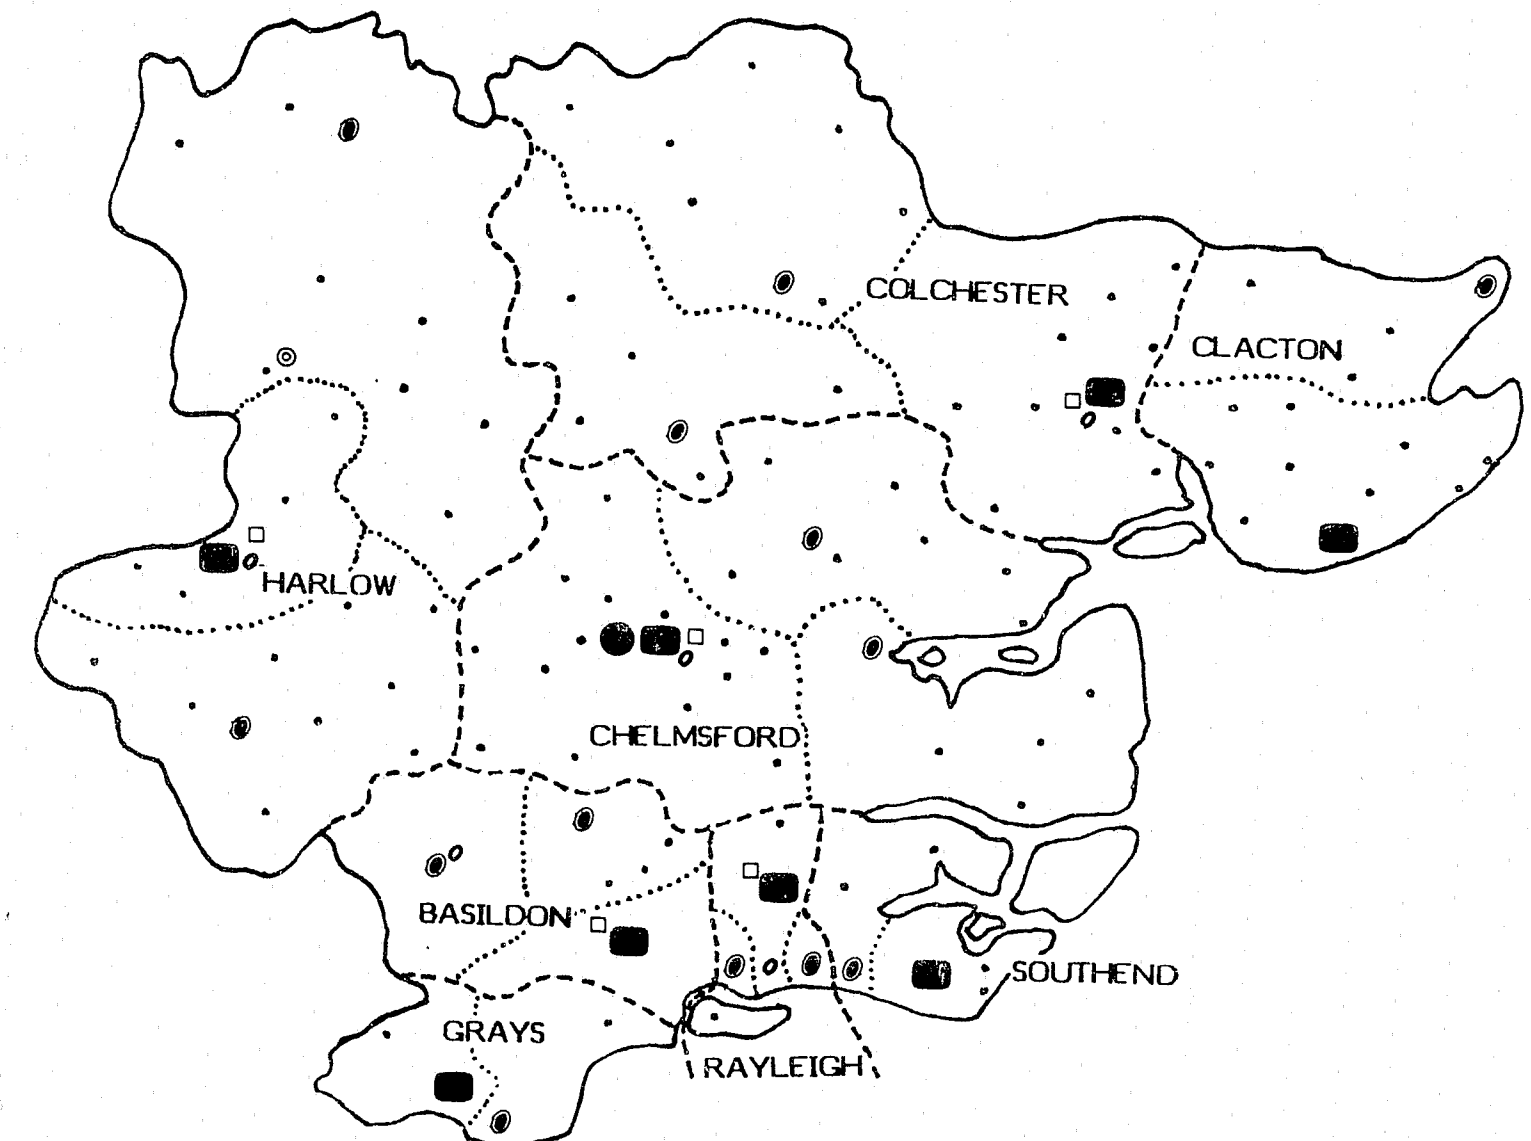 COLCHESTER
CLACTON
HARLOW
CHELMSFORD
BASILDON
SOUTHEND
GRAYS
RAYLEIGH